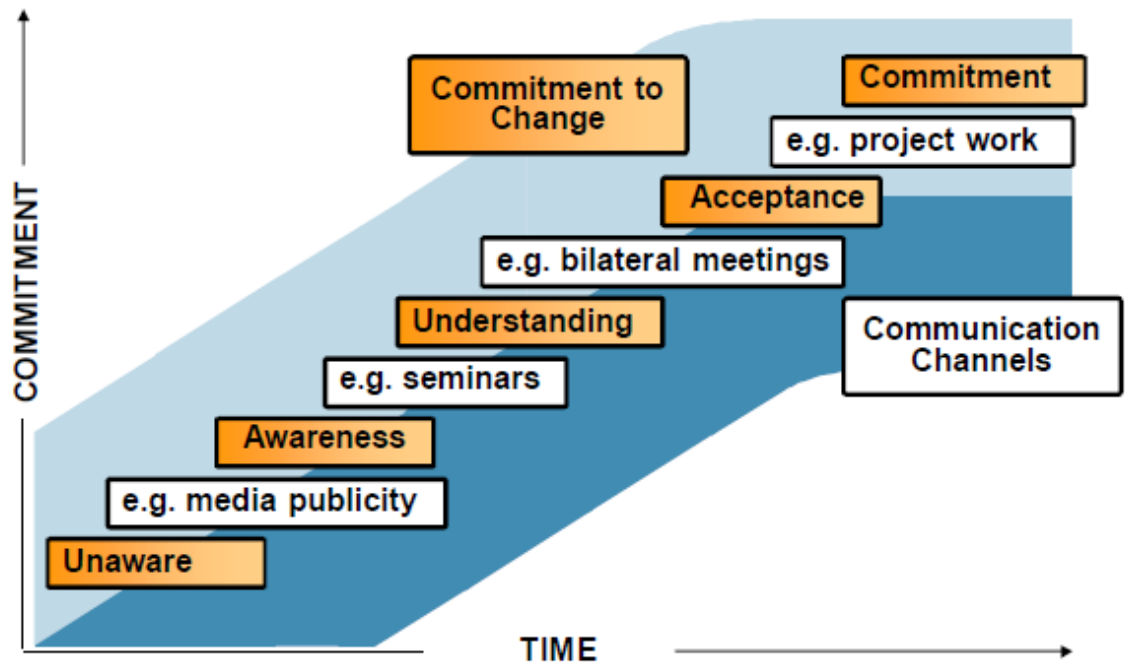 Commitment to
Change
Commitment
e.g. project work
Acceptance
e.g. bilateral meetings
Understanding
Communication
Channels
e.g. seminars
Awareness
e.g. media publicity
Unaware
COMMITMENT
TIME